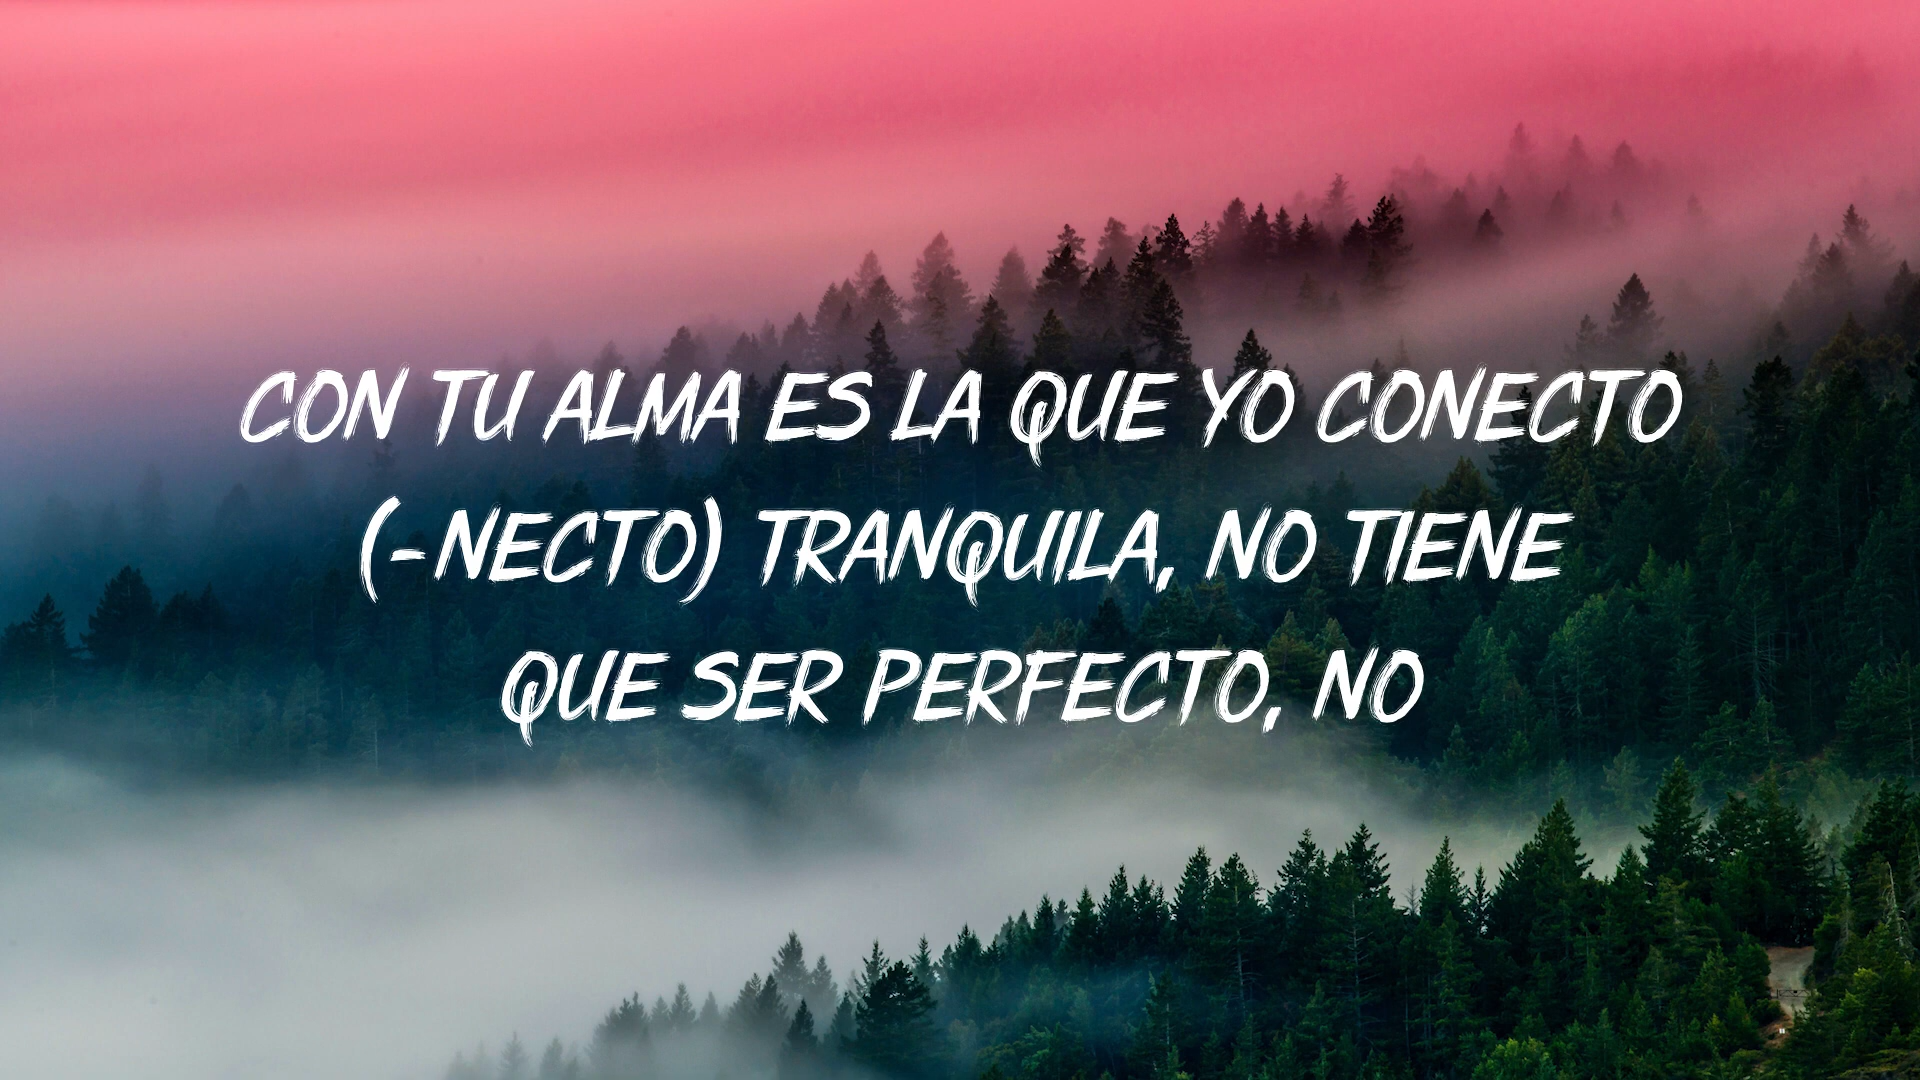 CON TU ALMA ES LA QUE YO CONECTO
(-NECTO) TRANQUILA, NO TIENE
QUE SER PERFECTO, NO